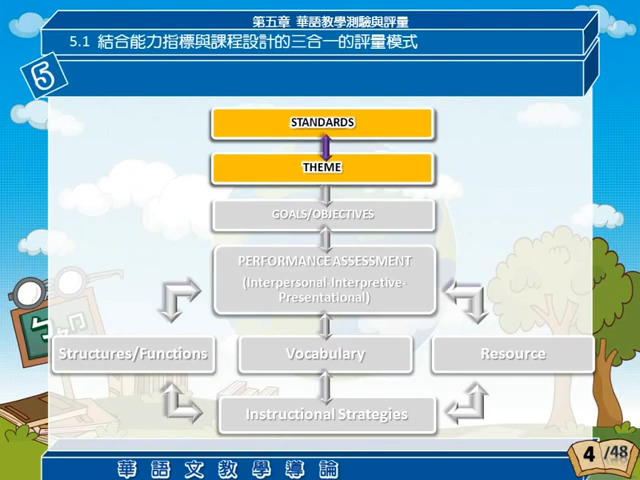 第五章 華語教學測驗與評量
5.1 結合能力指標與課程設計的三合一的評量模式
5
STANDARDS
THEME
GOALS/OBJECTIVES
PERFORMANCE ASSESSMENT
(Interpersonal-Interpretive-
Presentational)
Structures/Functions
Vocabulary
Resource
Instructional Strategies
ㄅㄆㄇ
華語文教學導論
4 /48